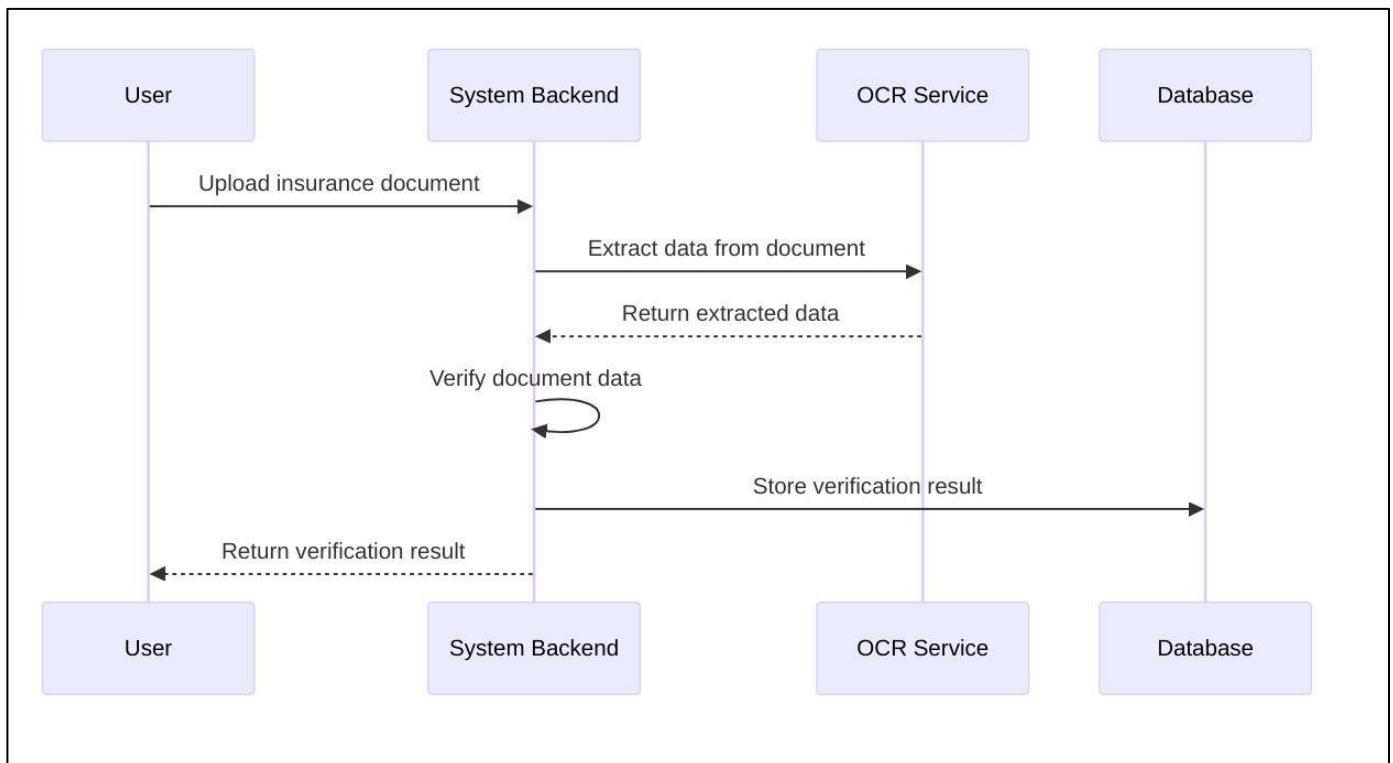 User
System Backend
OCR Service
Database
Upload insurance document
Extract data from document
Return extracted data
Verify document data
Store verification result
Return verification result
User
System Backend
OCR Service
Database